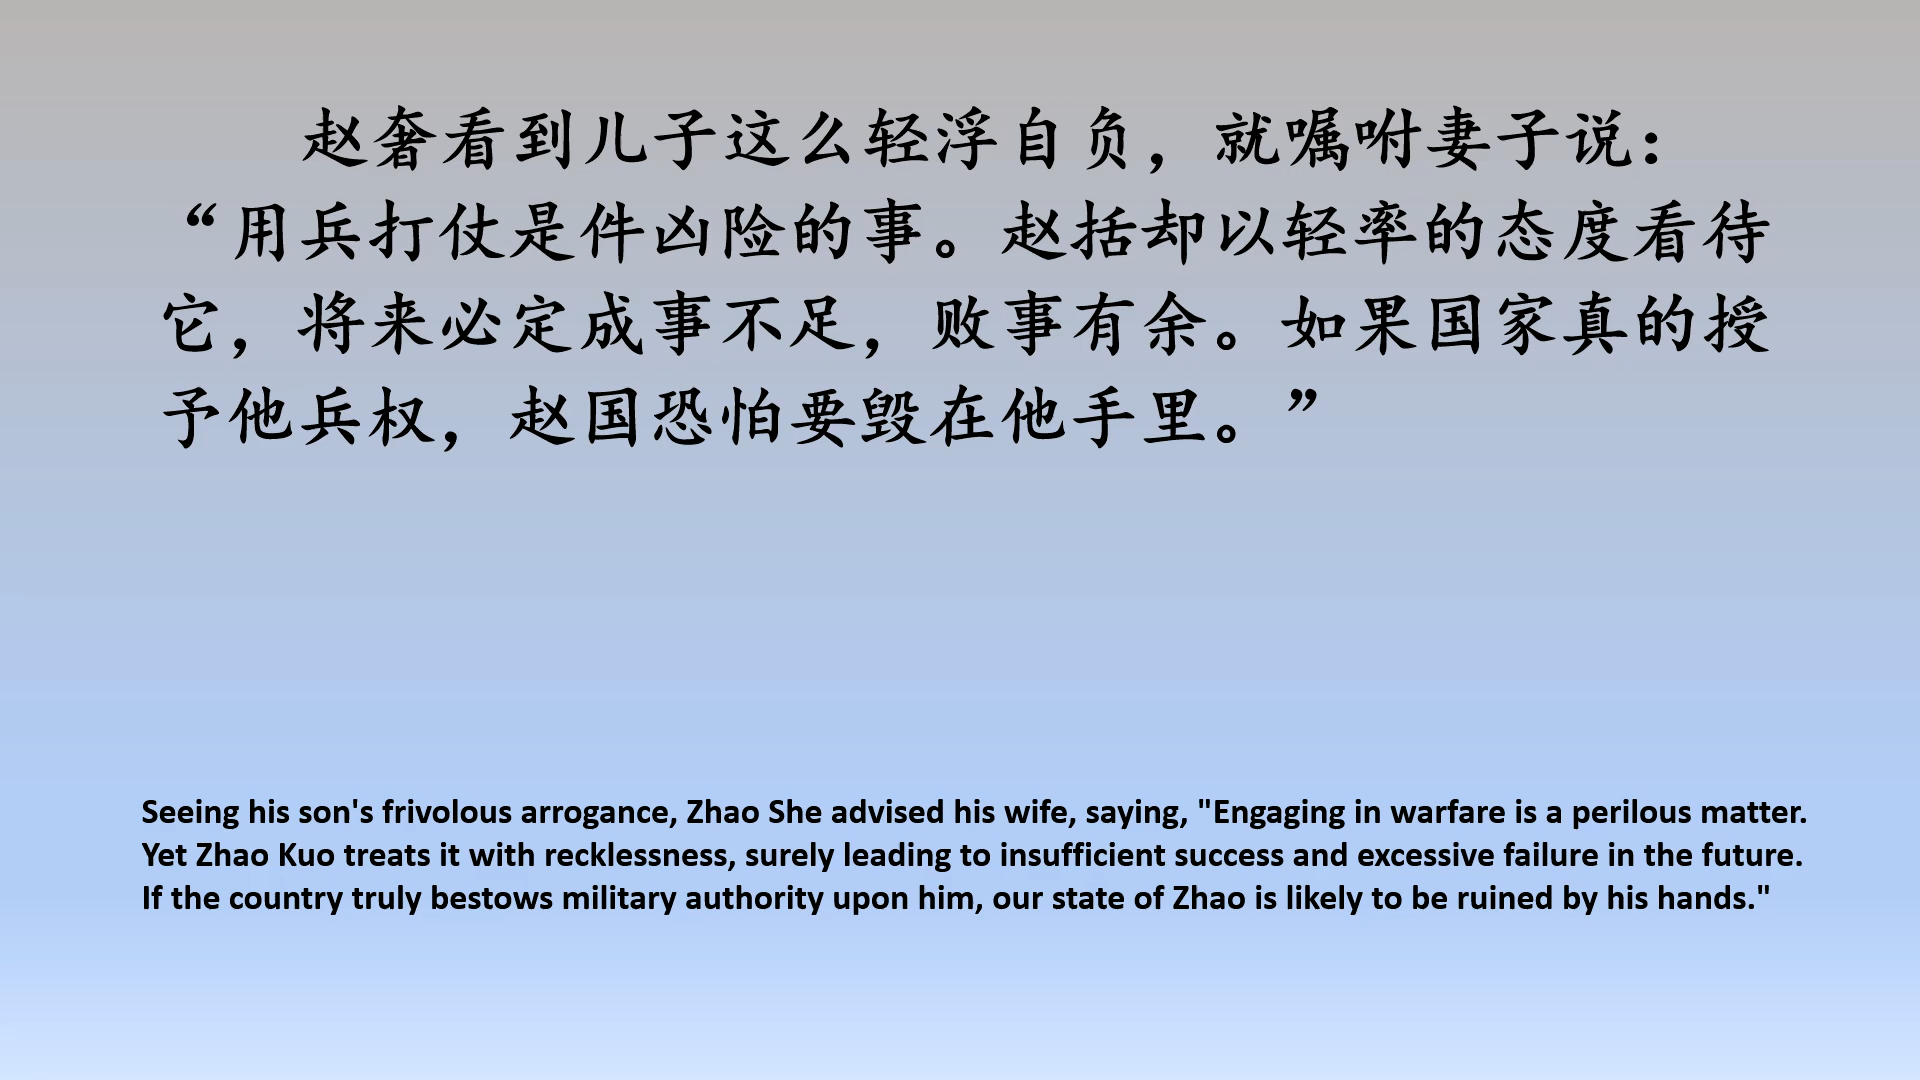 赵奢看到儿子这么轻浮自负，就嘱咐妻子说：
“用兵打仗是件凶险的事。赵括却以轻率的态度看待
它，将来必定成事不足，败事有余。如果国家真的授
予他兵权，赵国恐怕要毁在他手里。”
Seeing his son's frivolous arrogance, Zhao She advised his wife, saying, "Engaging in warfare is a perilous matter.
Yet Zhao Kuo treats it with recklessness, surely leading to insufficient success and excessive failure in the future.
If the country truly bestows military authority upon him, our state of Zhao is likely to be ruined by his hands."